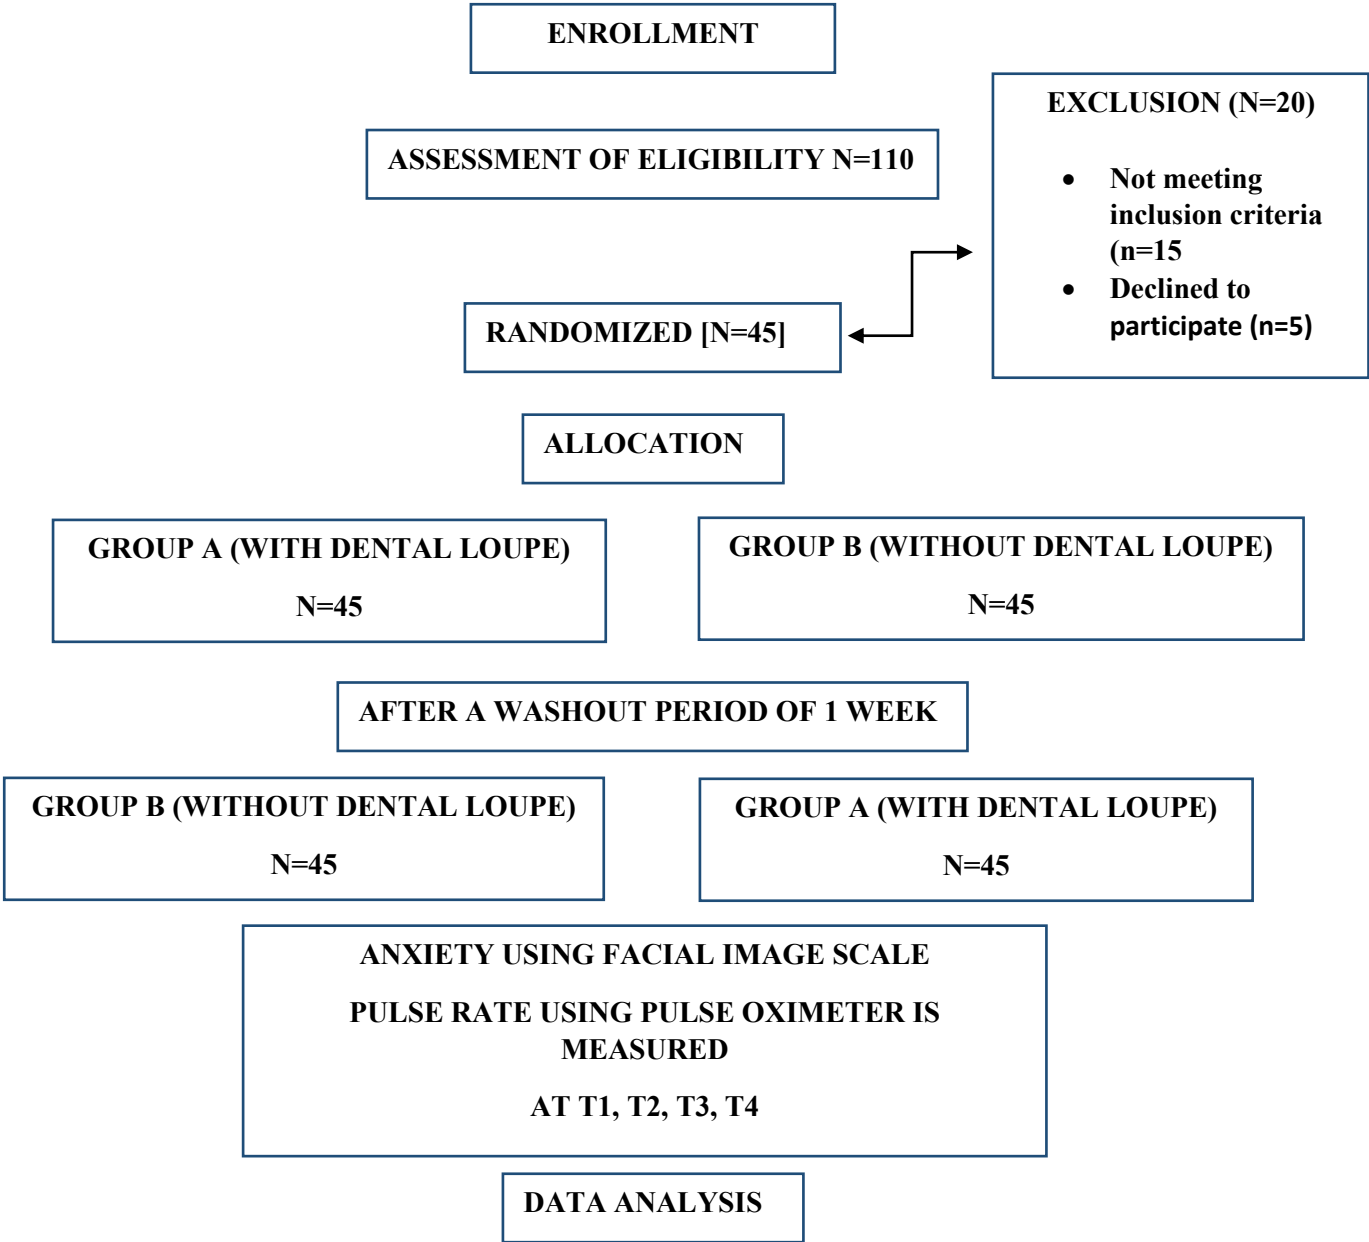 ENROLLMENT
EXCLUSION (N=20)
• Not meeting
inclusion criteria
(n=15
• Declined to
participate (n=5)
ASSESSMENT OF ELIGIBILITY N=110
RANDOMIZED [N=45]
ALLOCATION
GROUP A (WITH DENTAL LOUPE)
N=45
GROUP B (WITHOUT DENTAL LOUPE)
N=45
AFTER A WASHOUT PERIOD OF 1 WEEK
GROUP B (WITHOUT DENTAL LOUPE)
N=45
GROUP A (WITH DENTAL LOUPE)
N=45
ANXIETY USING FACIAL IMAGE SCALE
PULSE RATE USING PULSE OXIMETER IS
MEASURED
AT T1, T2, T3, T4
DATA ANALYSIS